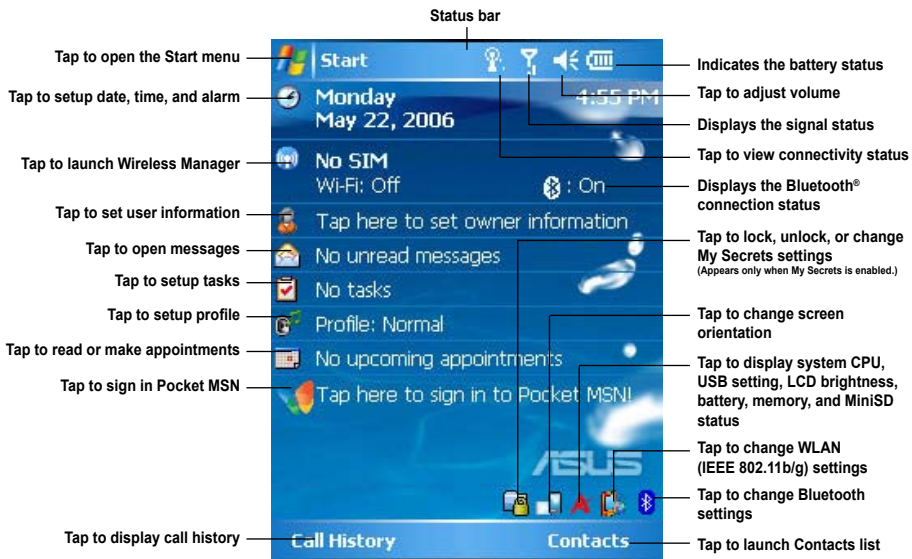 Status bar
Tap to open the Start menu
Tap to setup date, time, and alarm
Tap to launch Wireless Manager
Tap to set user information
Tap to open messages
Tap to setup tasks
Tap to setup profile
Tap to read or make appointments
Tap to sign in Pocket MSN
Tap to display call history
Start
Monday
4:55 PM
May 22, 2006
No SIM
Wi-Fi: Off
: On
Tap here to set owner information
No unread messages
No tasks
Profile: Normal
No upcoming appointments
Tap here to sign in to Pocket MSN!
ASUS
Call History
Contacts
Indicates the battery status
Tap to adjust volume
Displays the signal status
Tap to view connectivity status
Displays the Bluetooth®
connection status
Tap to lock, unlock, or change
My Secrets settings
(Appears only when My Secrets is enabled.)
Tap to change screen
orientation
Tap to display system CPU,
USB setting, LCD brightness,
battery, memory, and MiniSD
status
Tap to change WLAN
(IEEE 802.11b/g) settings
Tap to change Bluetooth
settings
Tap to launch Contacts list